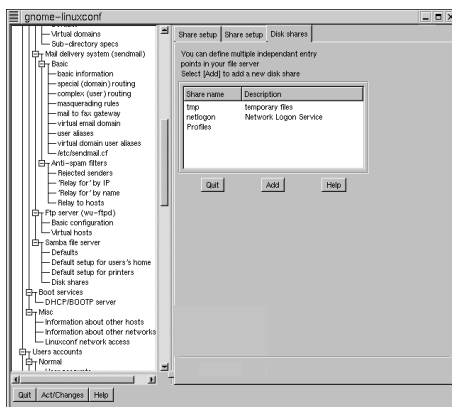 gnome-linuxconf
Virtual domains
Sub-directory specs
Mail delivery system (sendmail)
Basic
basic information
special (domain) routing
complex (user) routing
masquerading rules
mail to fax gateway
virtual email domain
user aliases
virtual domain user aliases
/etc/sendmail.cf
Anti-spam filters
Rejected senders
'Relay for' by IP
'Relay for' by name
Relay to hosts
Ftp server (wu-ftpd)
Basic configuration
Virtual hosts
Samba file server
Defaults
Default setup for users's home
Default setup for printers
Disk shares
Boot services
DHCP/BOOTP server
Misc
Information about other hosts
Information about other networks
Linuxconf network access
Users accounts
Normal
Quit Act/Changes Help
Share setup Share setup Disk shares
You can define multiple independant entry
points in your file server
Select [Add] to add a new disk share
Share name Description
tmp temporary files
netlogon Network Logon Service
Profiles
Quit Add Help